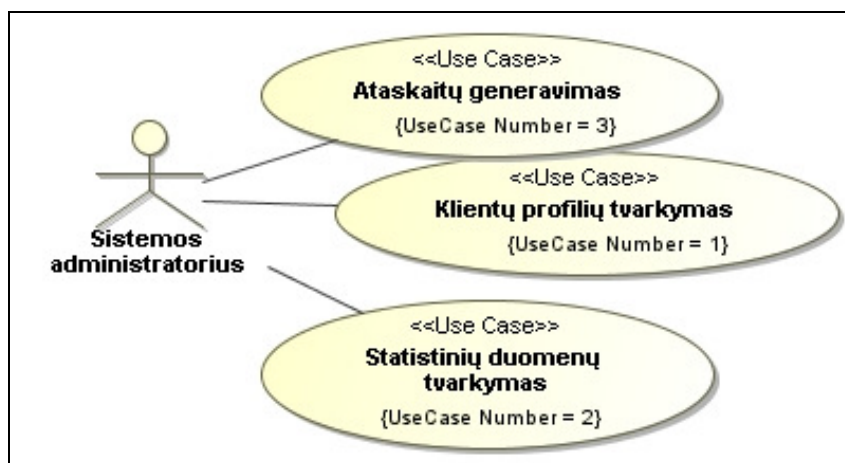 <<Use Case>>
Ataskaitų generavimas
{UseCase Number = 3}
<<Use Case>>
Klientų profilių tvarkymas
{UseCase Number = 1}
Sistemos
administratorius
<<Use Case>>
Statistinių duomenų
tvarkymas
{UseCase Number = 2}